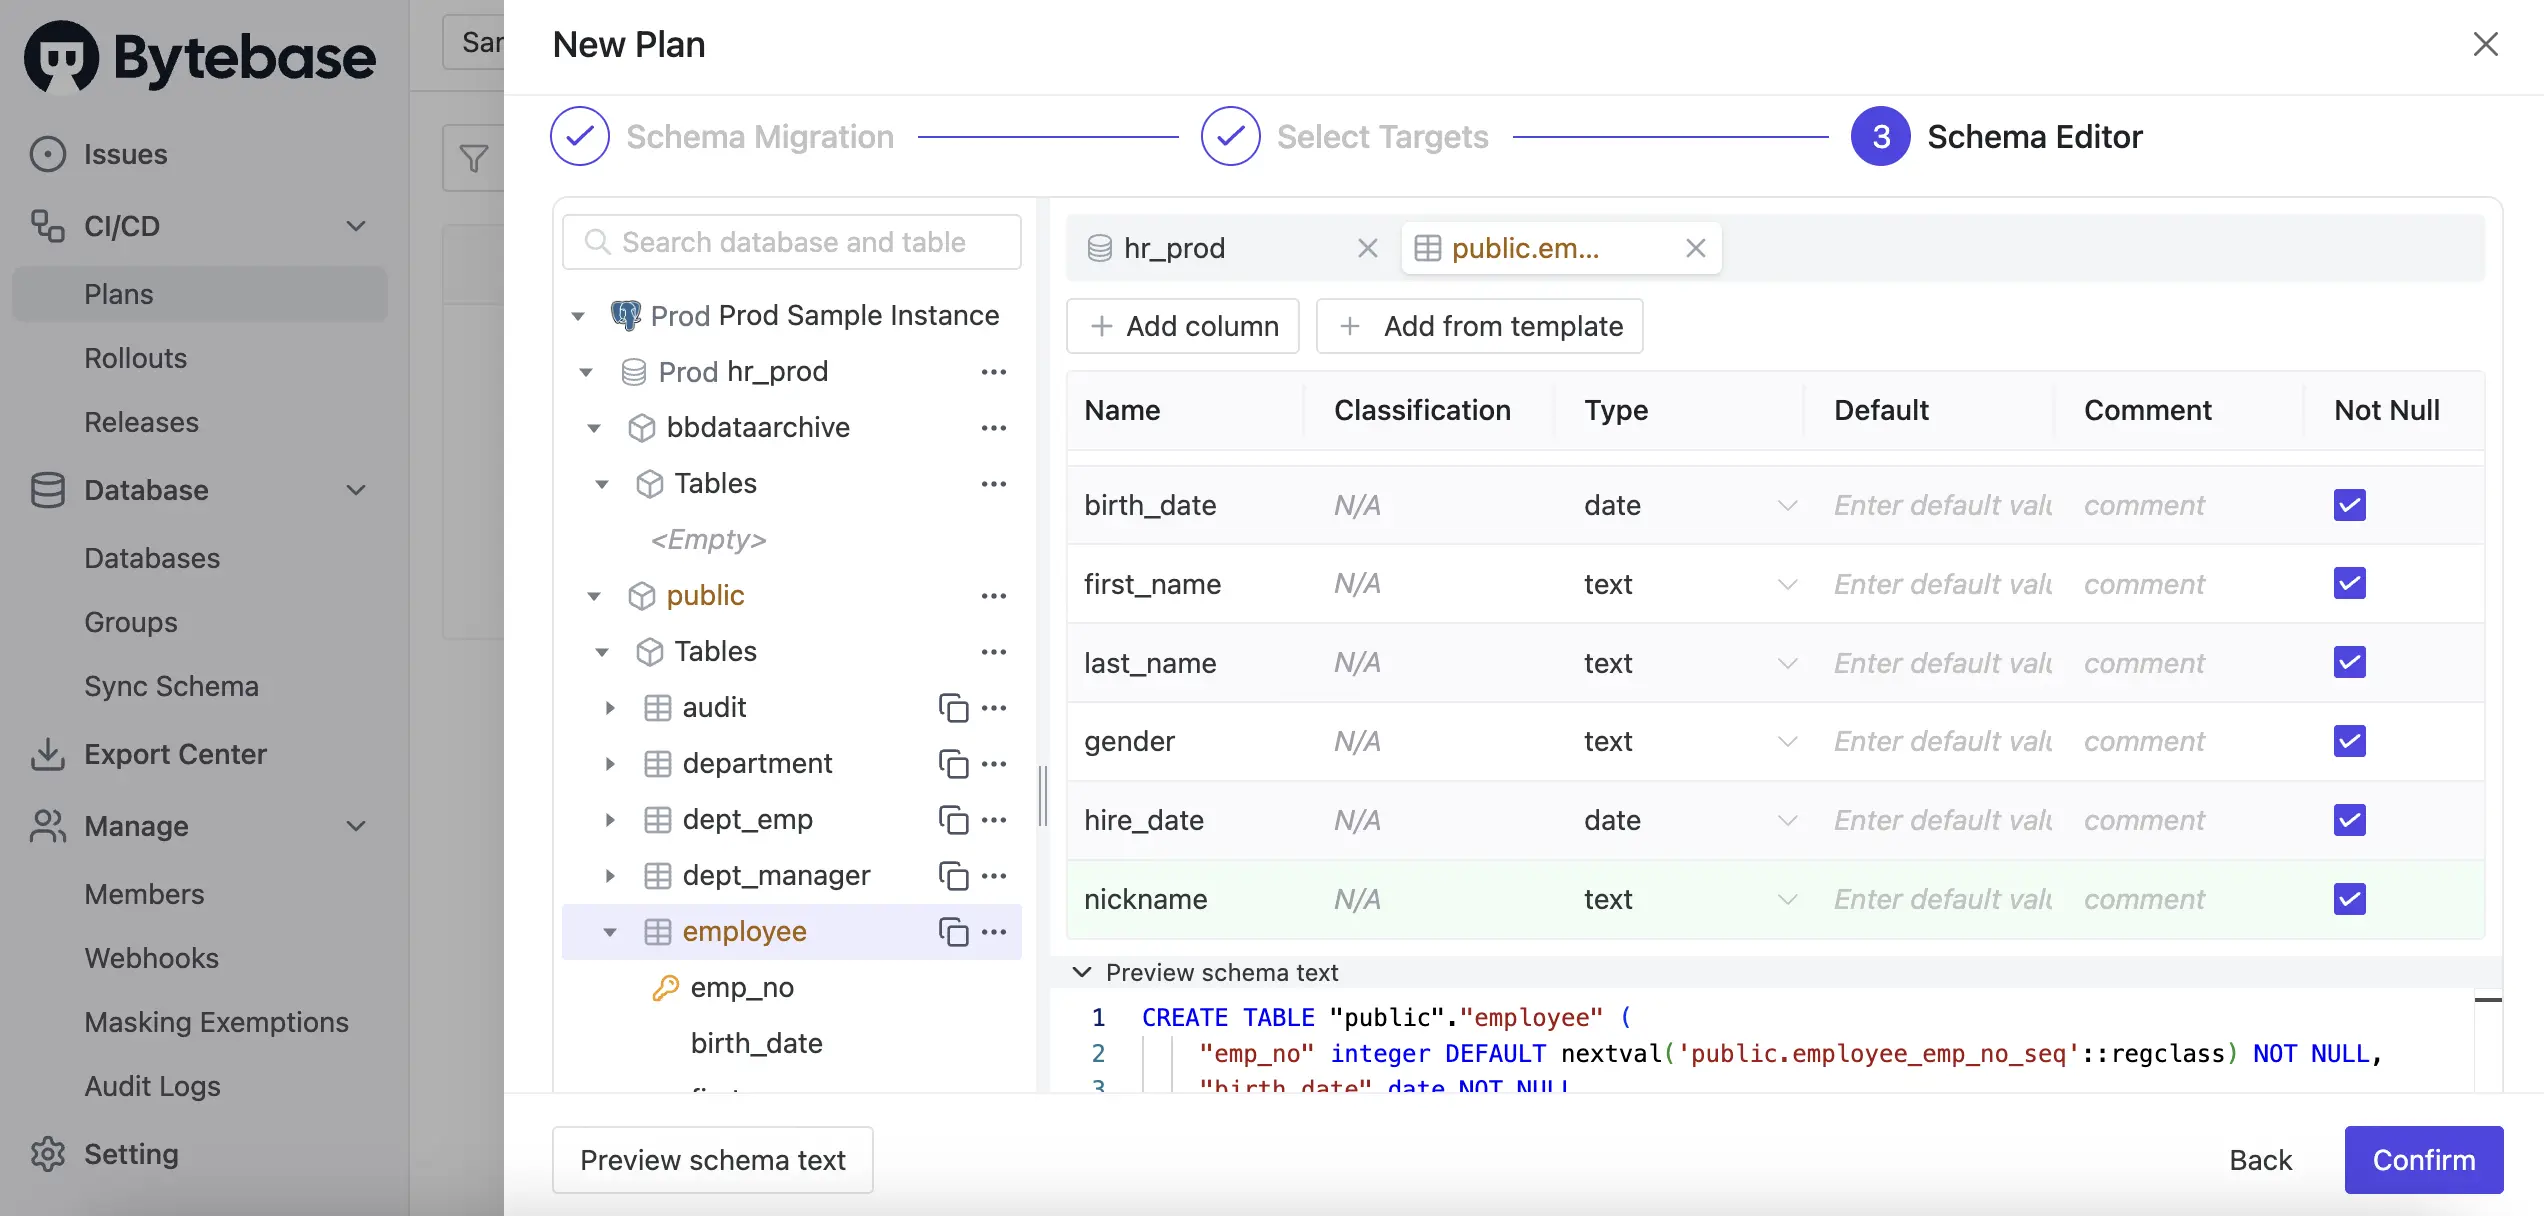 Bytebase
Issues
CI/CD
Plans
Rollouts
Releases
Database
Databases
Groups
Sync Schema
Export Center
Manage
Members
Webhooks
Masking Exemptions
Audit Logs
Setting
New Plan
Schema Migration
Select Targets
3 Schema Editor
Search database and table
Prod Prod Sample Instance
Prod hr_prod
bbdataarchive
Tables
<Empty>
public
Tables
audit
department
dept_emp
dept_manager
employee
emp_no
birth_date
hr_prod
public.em...
Add column
Add from template
Name Classification Type Default Comment Not Null
birth_date N/A date Enter default valu comment
first_name N/A text Enter default valu comment
last_name N/A text Enter default valu comment
gender N/A text Enter default valu comment
hire_date N/A date Enter default valu comment
nickname N/A text Enter default valu comment
Preview schema text
1 CREATE TABLE "public"."employee" (
2 "emp_no" integer DEFAULT nextval('public.employee_emp_no_seq'::regclass) NOT NULL,
3 "birth_date" date NOT NULL
Preview schema text
Back
Confirm